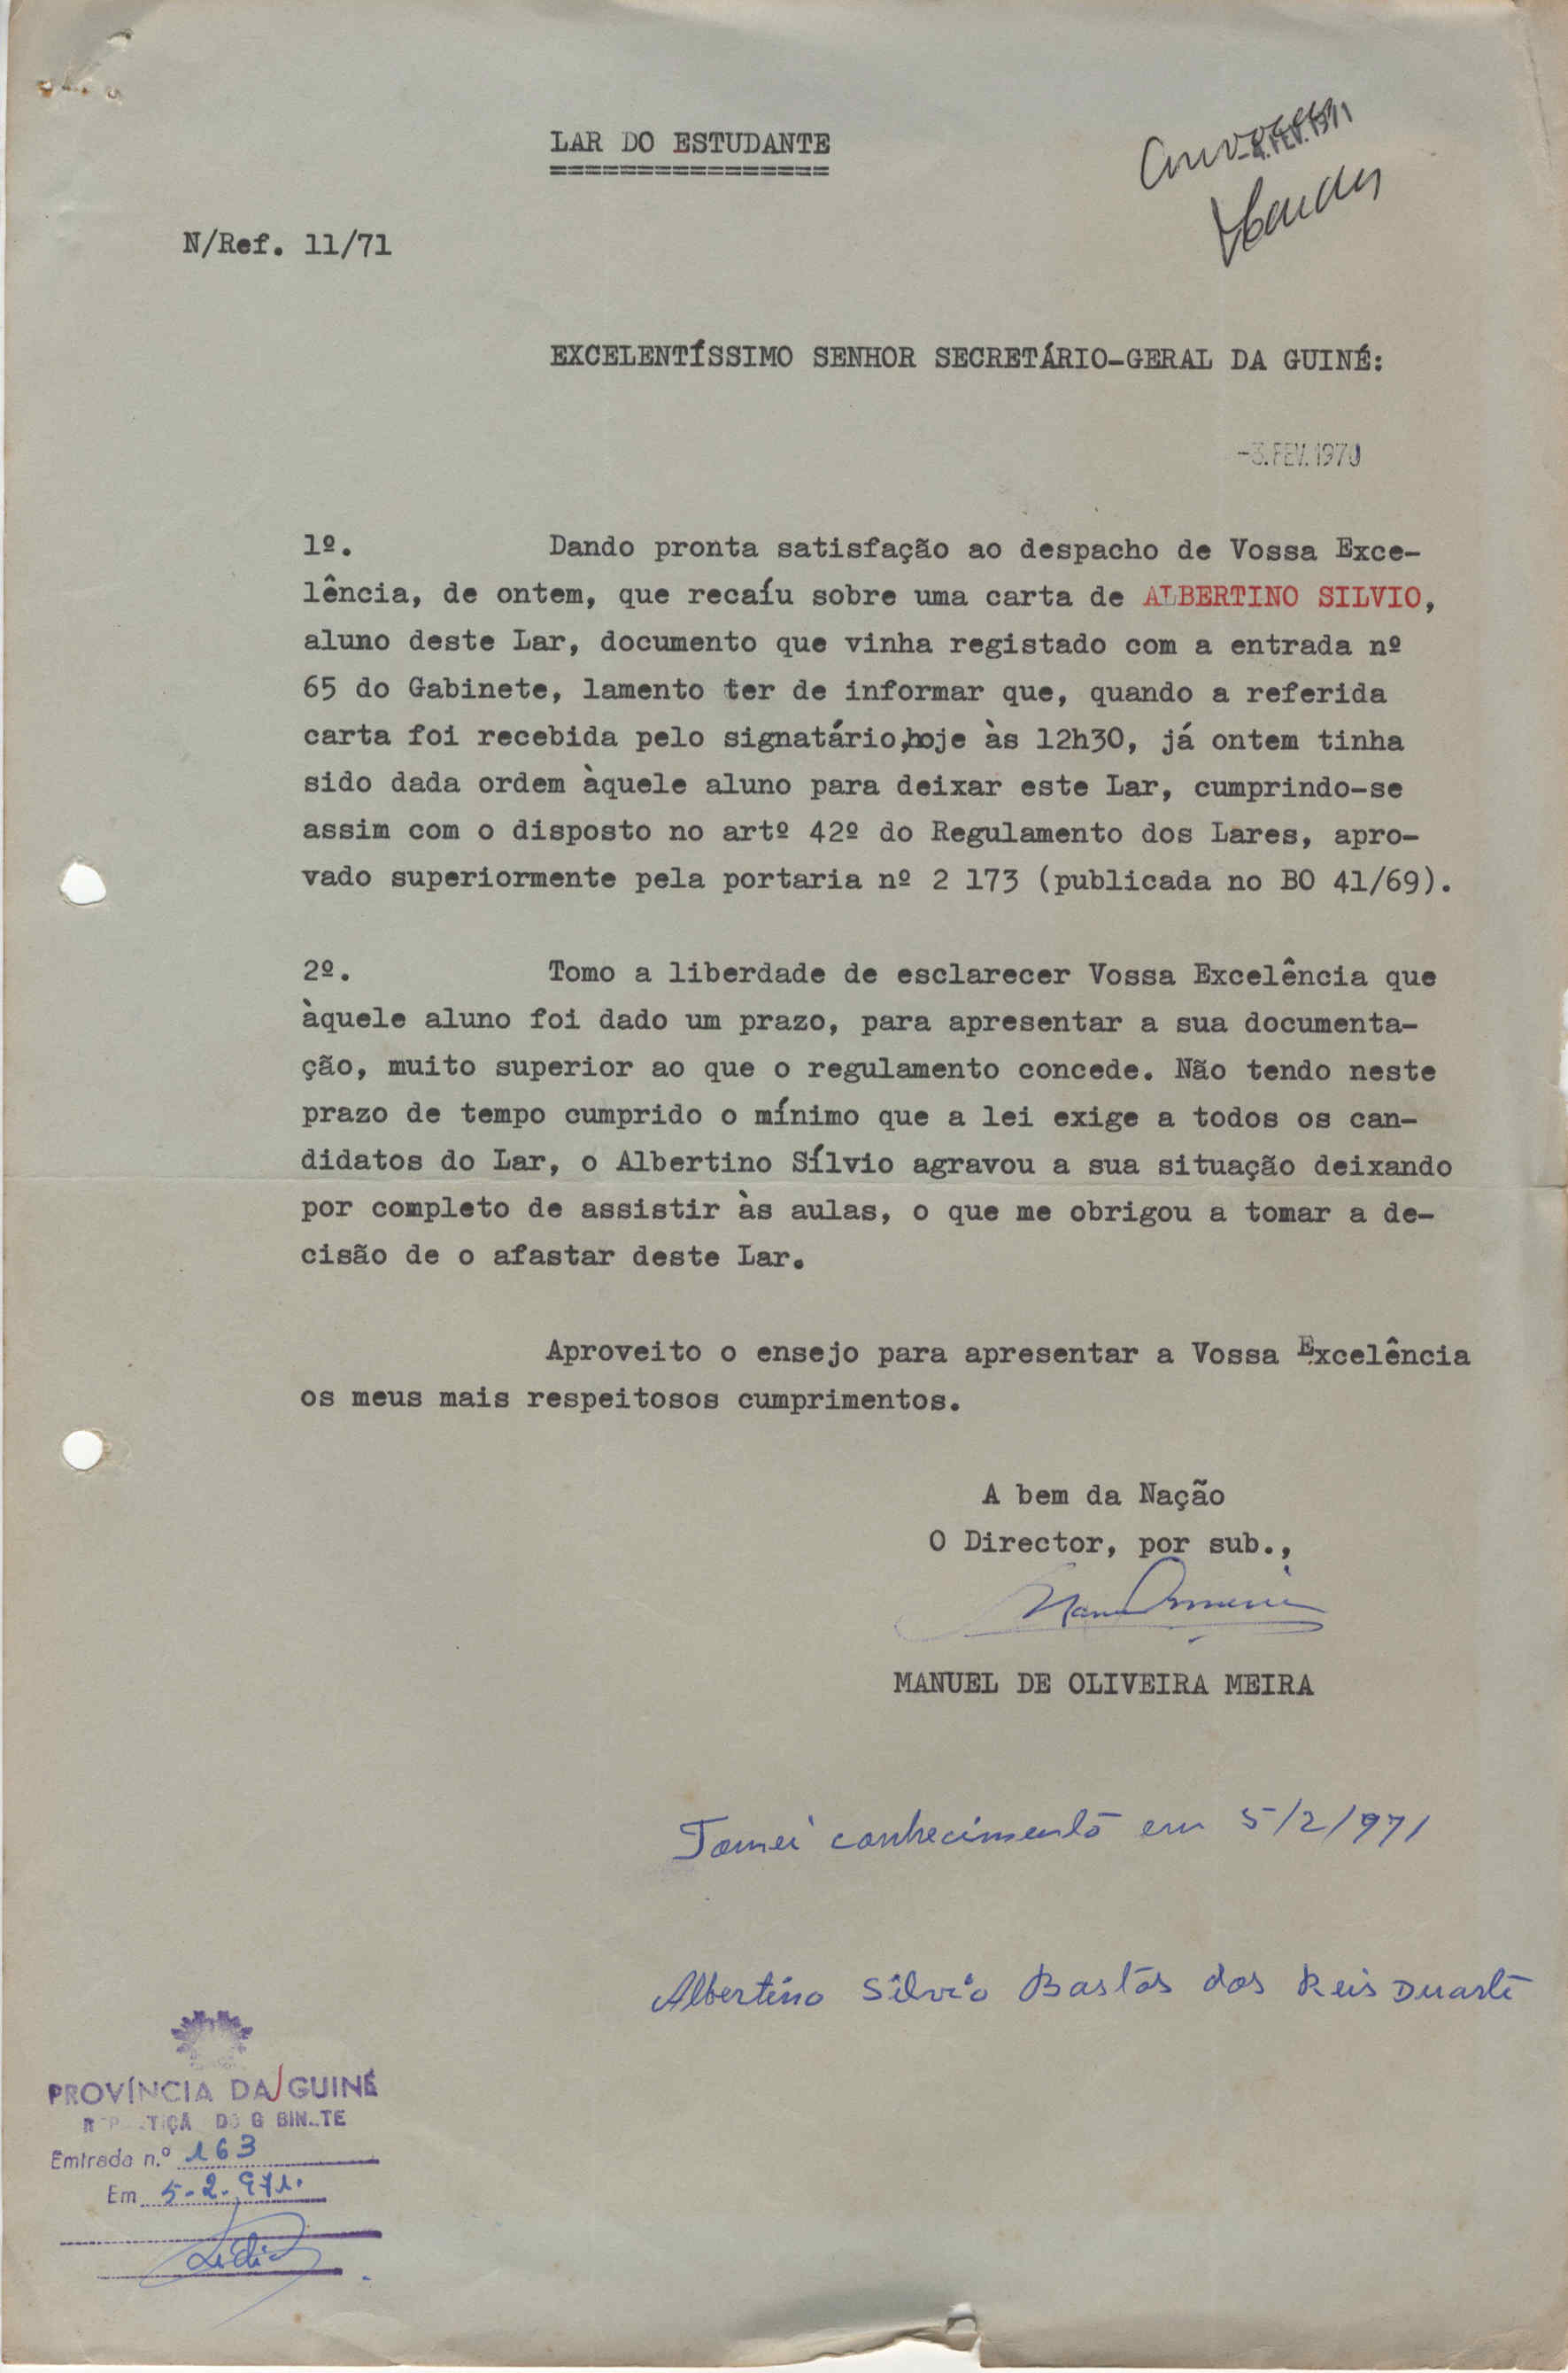 LAR DO ESTUDANTE
================
4.FEV.1971
N/Ref. 11/71
EXCELENTÍSSIMO SENHOR SECRETÁRIO-GERAL DA GUINÉ:
-3.FEV.1970
1º. Dando pronta satisfação ao despacho de Vossa Exce-
lência, de ontem, que recaíu sobre uma carta de ALBERTINO SILVIO,
aluno deste Lar, documento que vinha registado com a entrada nº
65 do Gabinete, lamento ter de informar que, quando a referida
carta foi recebida pelo signatário,hoje às 12h30, já ontem tinha
sido dada ordem àquele aluno para deixar este Lar, cumprindo-se
assim com o disposto no artº 42º do Regulamento dos Lares, apro-
vado superiormente pela portaria nº 2 173 (publicada no BO 41/69).
2º. Tomo a liberdade de esclarecer Vossa Excelência que
àquele aluno foi dado um prazo, para apresentar a sua documenta-
ção, muito superior ao que o regulamento concede. Não tendo neste
prazo de tempo cumprido o mínimo que a lei exige a todos os can-
didatos do Lar, o Albertino Sílvio agravou a sua situação deixando
por completo de assistir às aulas, o que me obrigou a tomar a de-
cisão de o afastar deste Lar.
Aproveito o ensejo para apresentar a Vossa Excelência
os meus mais respeitosos cumprimentos.
A bem da Nação
O Director, por sub.,
MANUEL DE OLIVEIRA MEIRA
Tomei conhecimento em 5/2/971
Albertino Silvio Bastos dos Reis Duarte
PROVÍNCIA DA GUINÉ
Entrada n.º 163
Em 5-2-971.